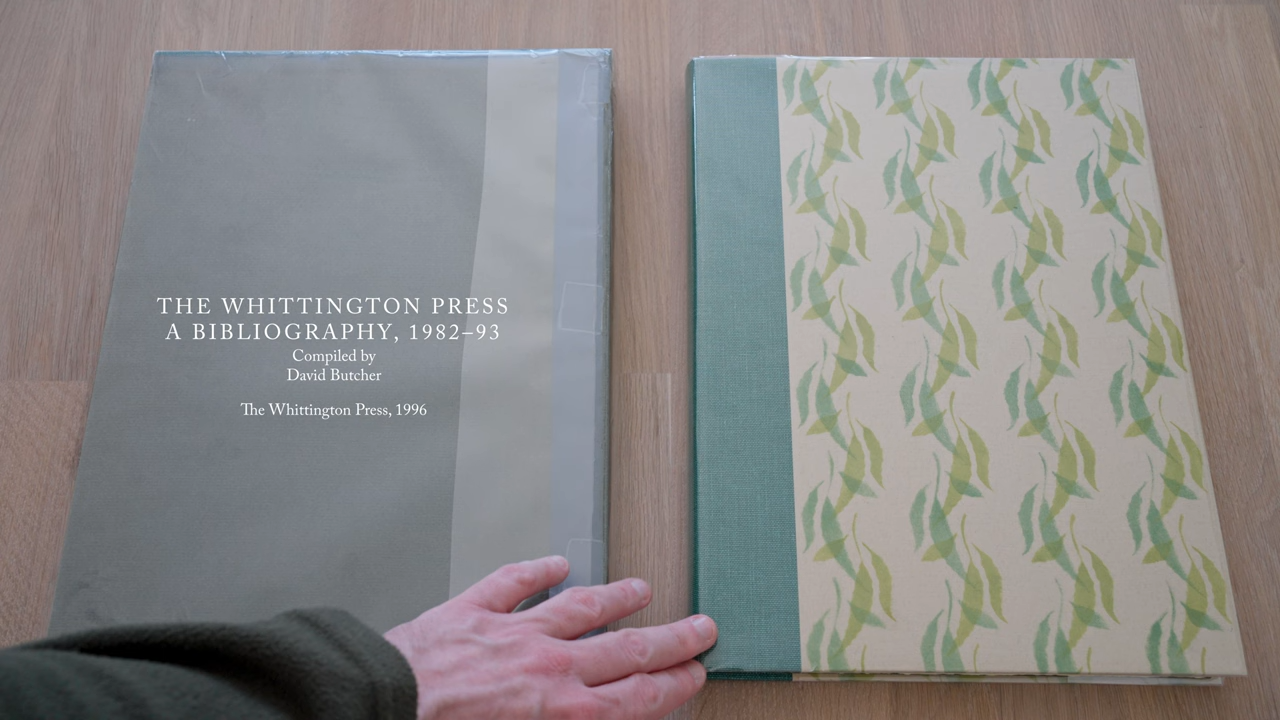 THE WHITTINGTON PRESS
A BIBLIOGRAPHY, 1982–93
Compiled by
David Butcher
The Whittington Press, 1996